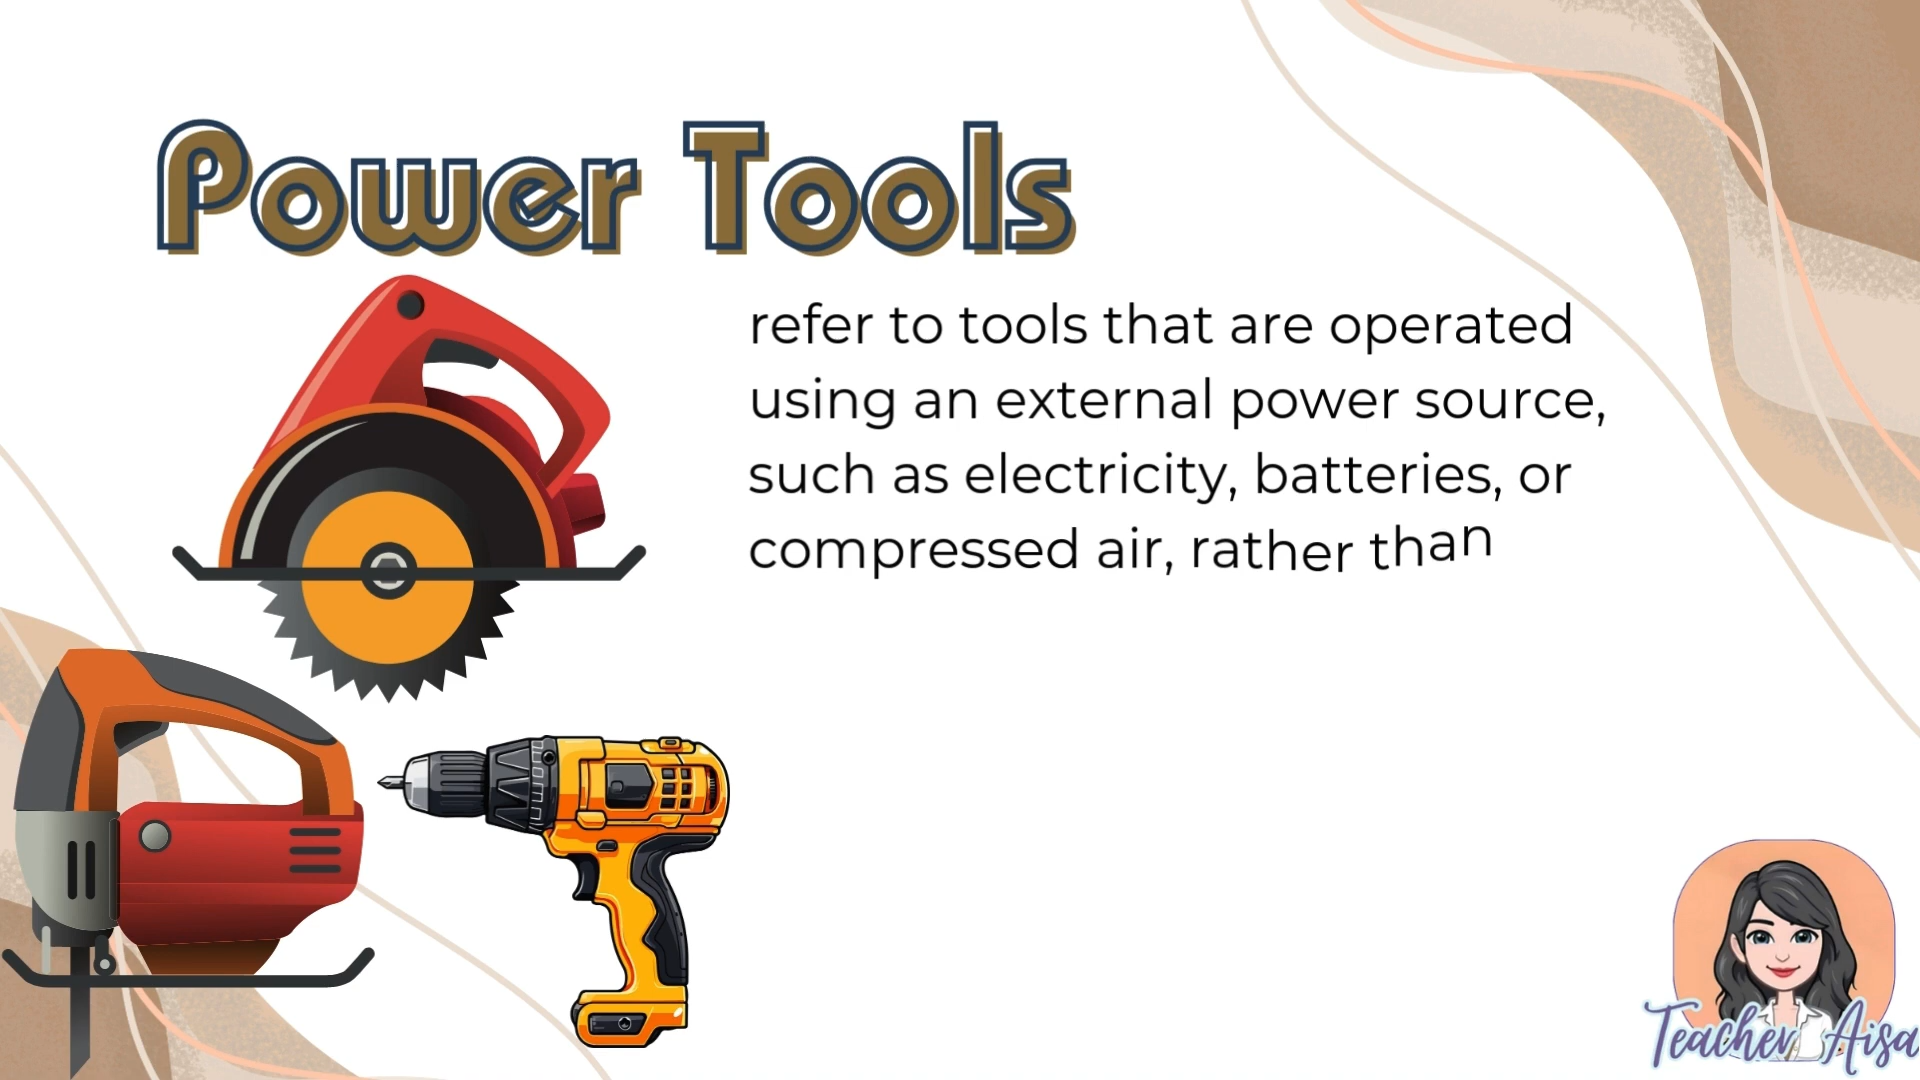 Power Tools
refer to tools that are operated
using an external power source,
such as electricity, batteries, or
compressed air, rather than
Teacher Aisa